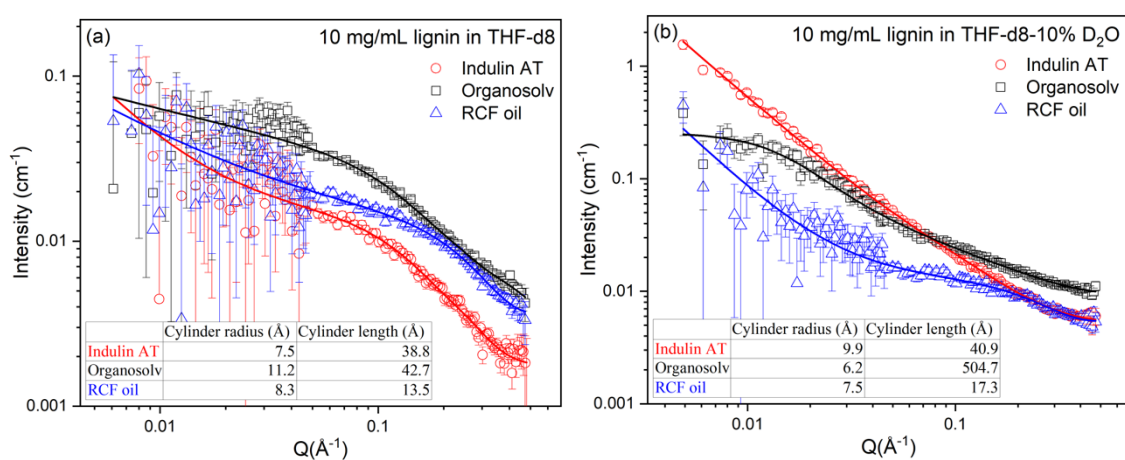 (a) 10 mg/mL lignin in THF-d8
Indulin AT
Organosolv
RCF oil
0.1
0.01
0.001
Intensity (cm⁻¹)
Cylinder radius (Å) Cylinder length (Å)
Indulin AT 7.5 38.8
Organosolv 11.2 42.7
RCF oil 8.3 13.5
0.01 0.1
Q(Å⁻¹)
(b) 10 mg/mL lignin in THF-d8-10% D₂O
Indulin AT
Organosolv
RCF oil
1
0.1
0.01
0.001
Intensity (cm⁻¹)
Cylinder radius (Å) Cylinder length (Å)
Indulin AT 9.9 40.9
Organosolv 6.2 504.7
RCF oil 7.5 17.3
0.01 0.1
Q(Å⁻¹)